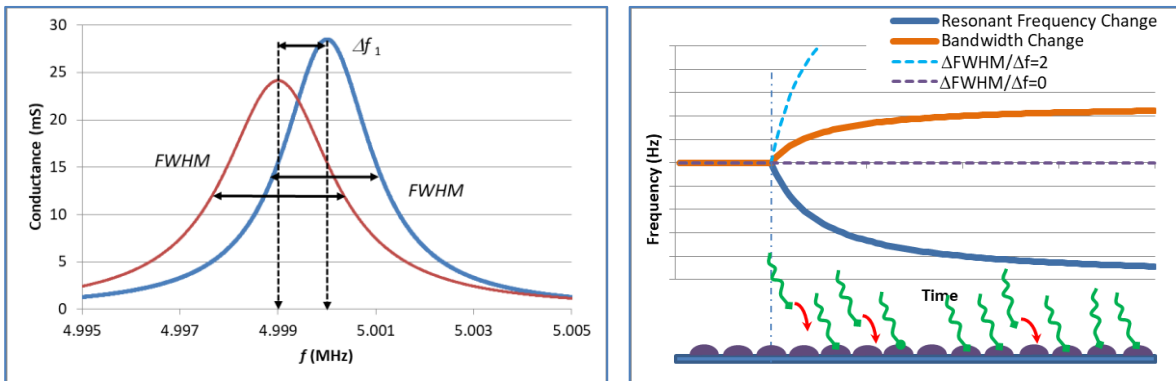 30
25
20
15
10
5
0
Conductance (mS)
Δf 1
FWHM
FWHM
4.995
4.997
4.999
5.001
5.003
5.005
f (MHz)
Resonant Frequency Change
Bandwidth Change
ΔFWHM/Δf=2
ΔFWHM/Δf=0
Frequency (Hz)
Time